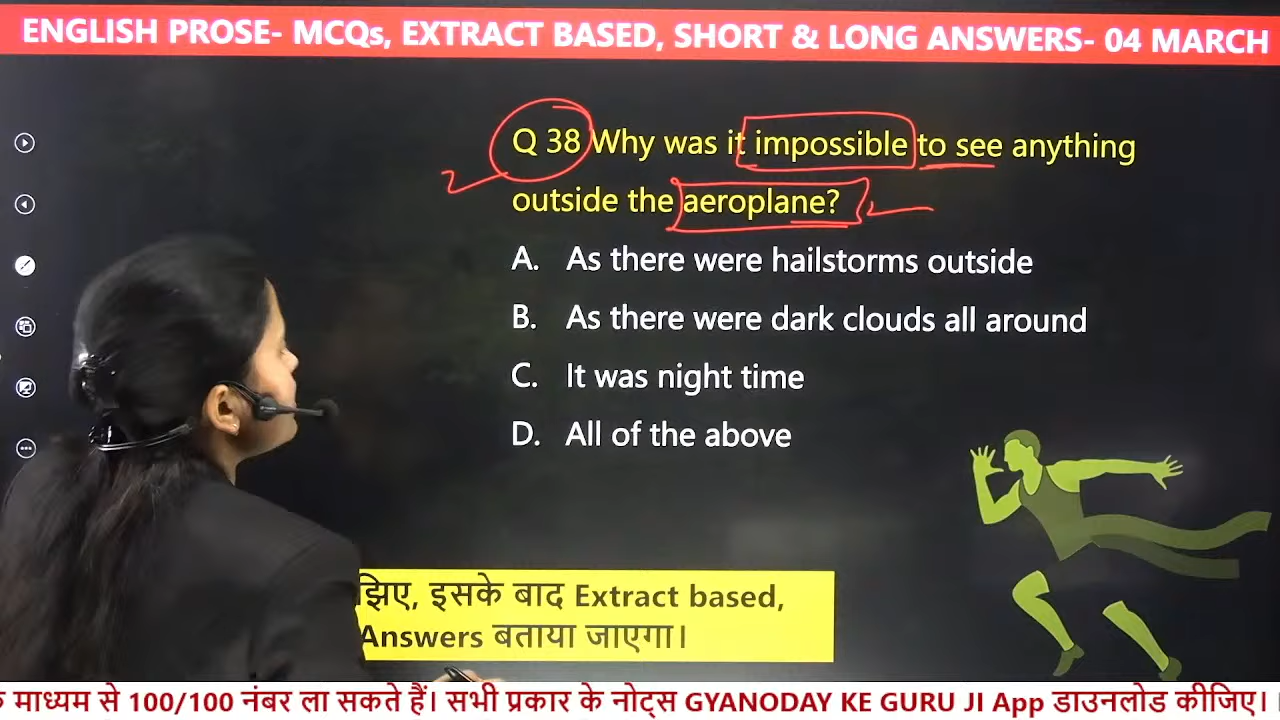 ENGLISH PROSE- MCQs, EXTRACT BASED, SHORT & LONG ANSWERS- 04 MARCH
Q 38 Why was it impossible to see anything
outside the aeroplane?
A. As there were hailstorms outside
B. As there were dark clouds all around
C. It was night time
D. All of the above
झिए, इसके बाद Extract based,
Answers बताया जाएगा।
माध्यम से 100/100 नंबर ला सकते हैं। सभी प्रकार के नोट्स GYANODAY KE GURU JI App डाउनलोड कीजिए।